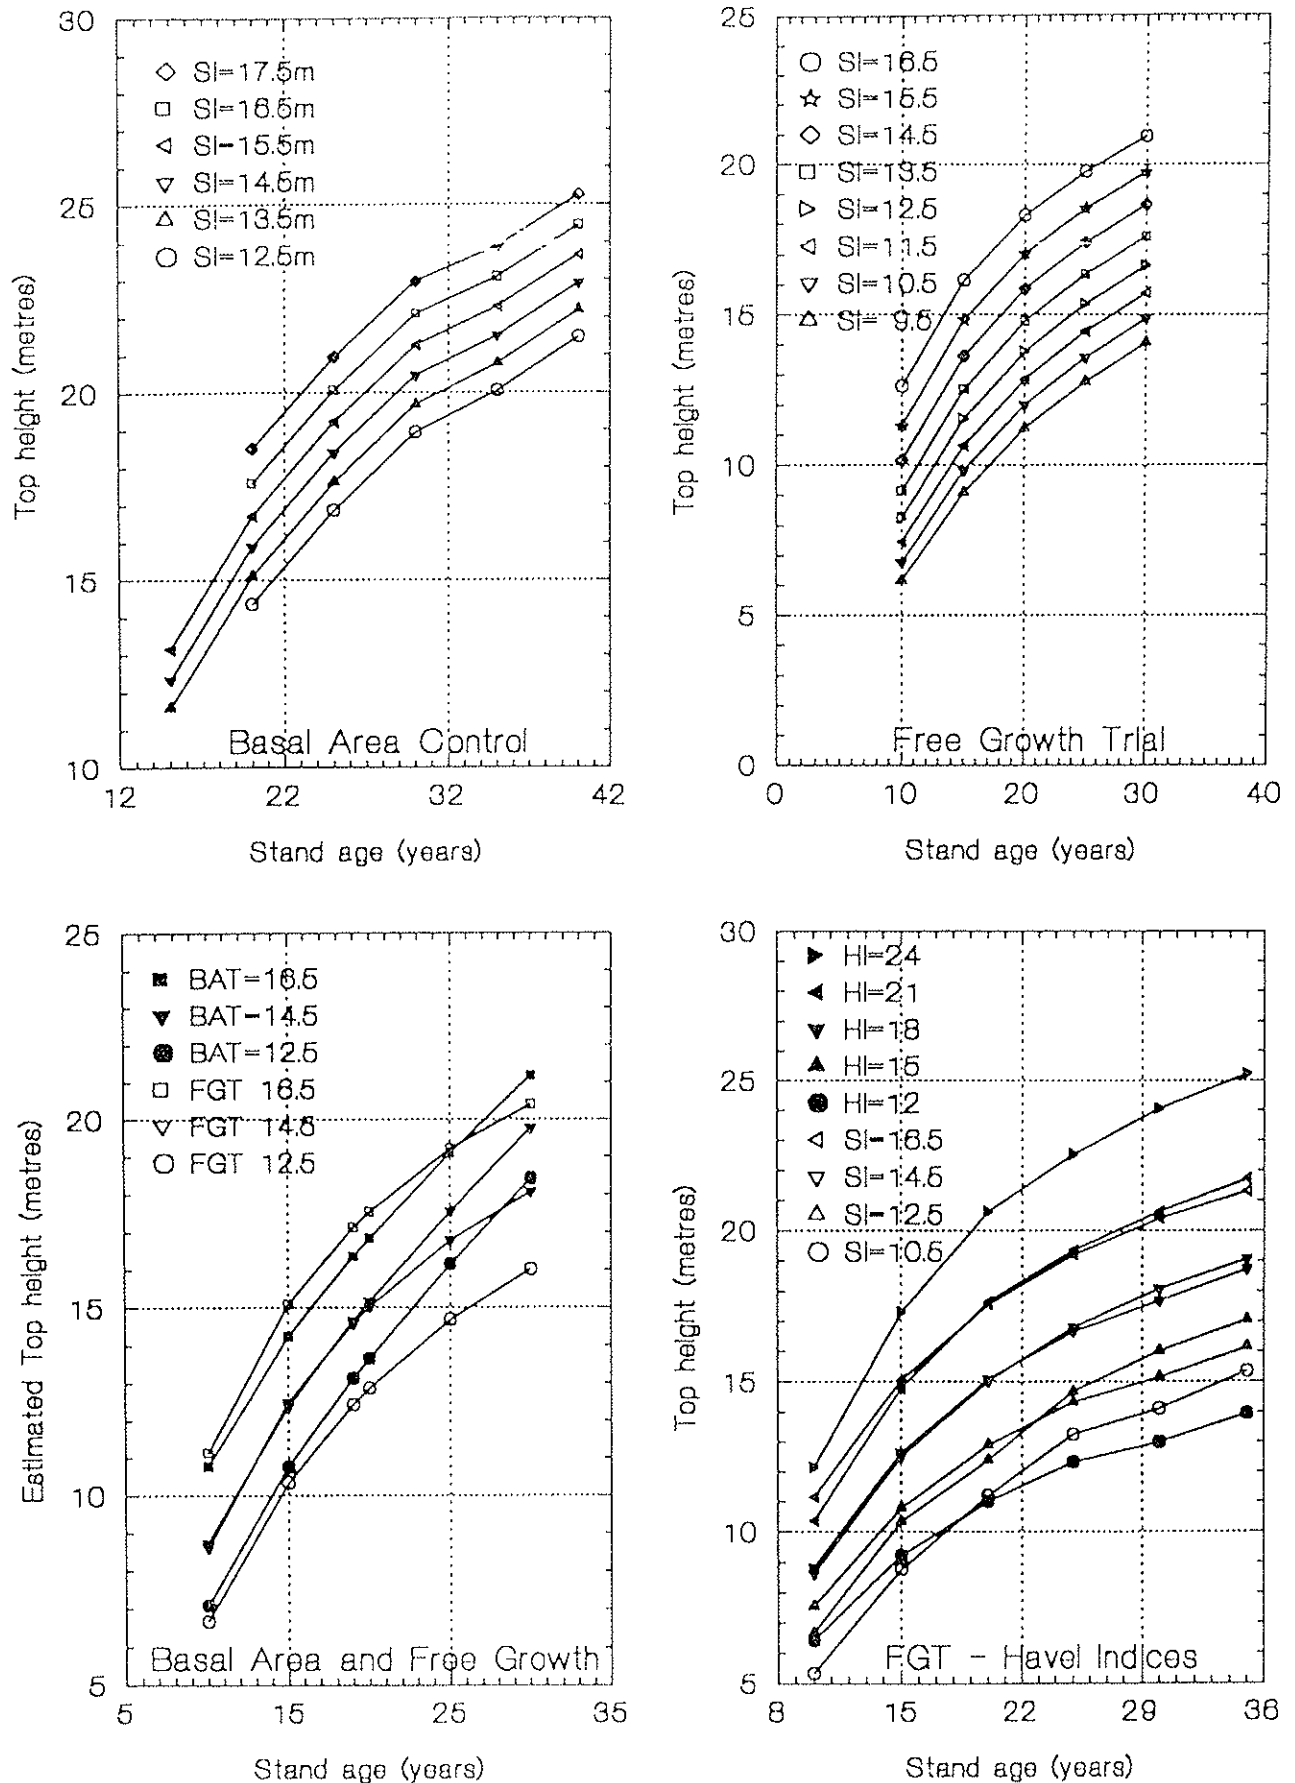 30
25
20
15
10
12
22
32
42
Top height (metres)
SI=17.5m
SI=16.5m
SI-15.5m
SI=14.5m
SI=13.5m
SI=12.5m
Basal Area Control
Stand age (years)
25
20
15
10
5
0
0
10
20
30
40
Top height (metres)
SI=16.5
SI=15.5
SI=14.5
SI=13.5
SI=12.5
SI=11.5
SI=10.5
SI= 9.5
Free Growth Trial
Stand age (years)
25
20
15
10
5
5
15
25
35
Estimated Top height (metres)
BAT=16.5
BAT-14.5
BAT=12.5
FGT 16.5
FGT 14.5
FGT 12.5
Basal Area and Free Growth
Stand age (years)
30
25
20
15
10
5
8
15
22
29
36
Top height (metres)
HI=24
HI=21
HI=18
HI=15
HI=12
SI-16.5
SI-14.5
SI-12.5
SI=10.5
FGT - Havel Indices
Stand age (years)